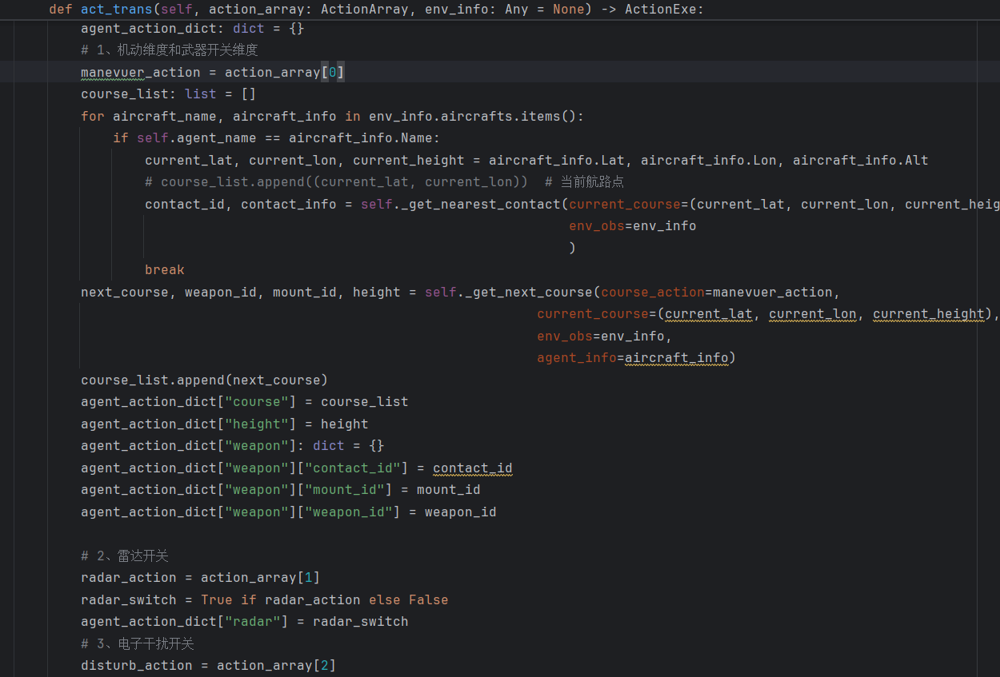 def act_trans(self, action_array: ActionArray, env_info: Any = None) -> ActionExe:
agent_action_dict: dict = {}
# 1、机动维度和武器开关维度
manevuer_action = action_array[0]
course_list: list = []
for aircraft_name, aircraft_info in env_info.aircrafts.items():
if self.agent_name == aircraft_info.Name:
current_lat, current_lon, current_height = aircraft_info.Lat, aircraft_info.Lon, aircraft_info.Alt
# course_list.append((current_lat, current_lon))  # 当前航路点
contact_id, contact_info = self._get_nearest_contact(current_course=(current_lat, current_lon, current_heig
env_obs=env_info
)
break
next_course, weapon_id, mount_id, height = self._get_next_course(course_action=manevuer_action,
current_course=(current_lat, current_lon, current_height),
env_obs=env_info,
agent_info=aircraft_info)
course_list.append(next_course)
agent_action_dict["course"] = course_list
agent_action_dict["height"] = height
agent_action_dict["weapon"]: dict = {}
agent_action_dict["weapon"]["contact_id"] = contact_id
agent_action_dict["weapon"]["mount_id"] = mount_id
agent_action_dict["weapon"]["weapon_id"] = weapon_id
# 2、雷达开关
radar_action = action_array[1]
radar_switch = True if radar_action else False
agent_action_dict["radar"] = radar_switch
# 3、电子干扰开关
disturb_action = action_array[2]